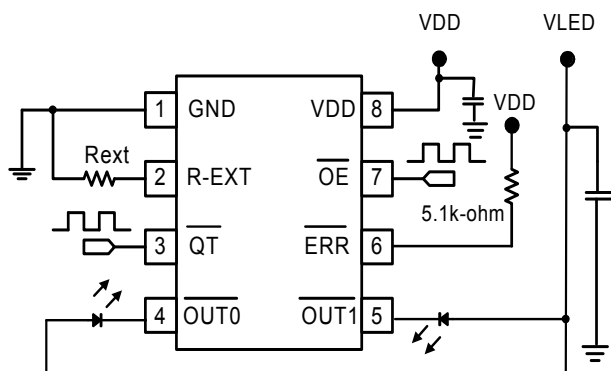 VDD VLED
1 GND VDD 8 VDD
Rext
2 R-EXT OE 7
5.1k-ohm
3 QT ERR 6
4 OUT0 OUT1 5